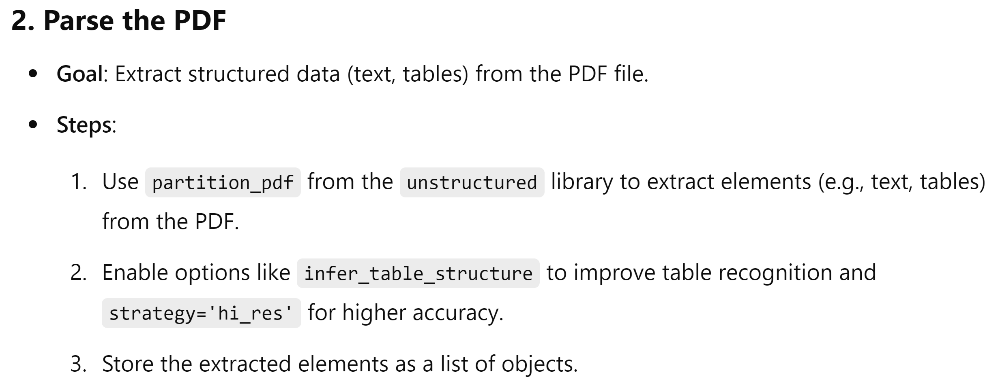 2. Parse the PDF
• Goal: Extract structured data (text, tables) from the PDF file.
• Steps:
1. Use partition_pdf from the unstructured library to extract elements (e.g., text, tables)
from the PDF.
2. Enable options like infer_table_structure to improve table recognition and
strategy='hi_res' for higher accuracy.
3. Store the extracted elements as a list of objects.